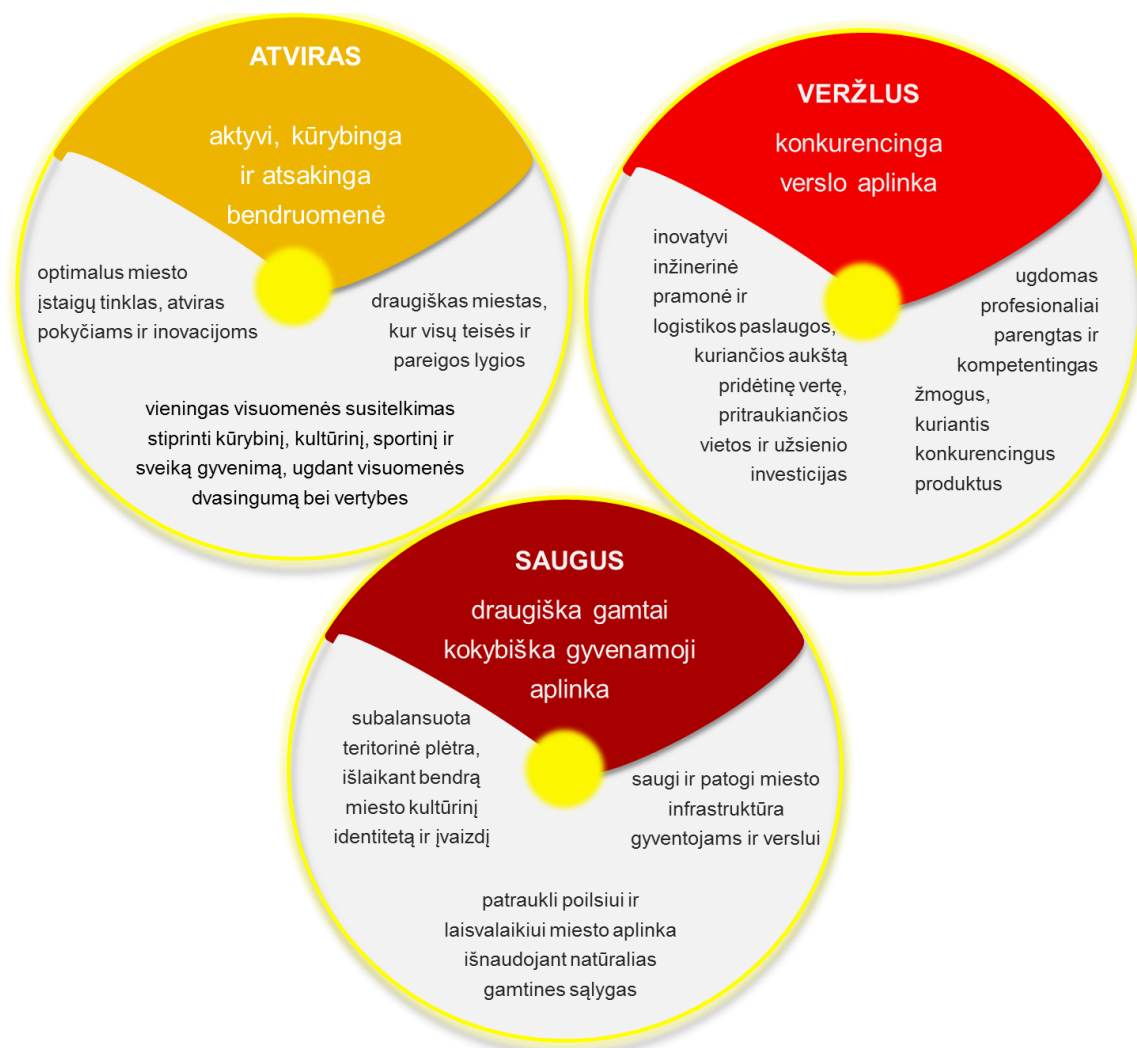 ATVIRAS
aktyvi, kūrybinga
ir atsakinga
bendruomenė
optimalus miesto
įstaigų tinklas, atviras
pokyčiams ir inovacijoms
draugiškas miestas,
kur visų teisės ir
pareigos lygios
vieningas visuomenės susitelkimas
stiprinti kūrybinį, kultūrinį, sportinį ir
sveiką gyvenimą, ugdant visuomenės
dvasingumą bei vertybes
VERŽLUS
konkurencinga
verslo aplinka
inovatyvi
inžinerinė
pramonė ir
logistikos paslaugos,
kuriančios aukštą
pridėtinę vertę,
pritraukiančios
vietos ir užsienio
investicijas
ugdomas
profesionaliai
parengtas ir
kompetentingas
žmogus,
kuriantis
konkurencingus
produktus
SAUGUS
draugiška gamtai
kokybiška gyvenamoji
aplinka
subalansuota
teritorinė plėtra,
išlaikant bendrą
miesto kultūrinį
identitetą ir įvaizdį
saugi ir patogi miesto
infrastruktūra
gyventojams ir verslui
patraukli poilsiui ir
laisvalaikiui miesto aplinka
išnaudojant natūralias
gamtines sąlygas